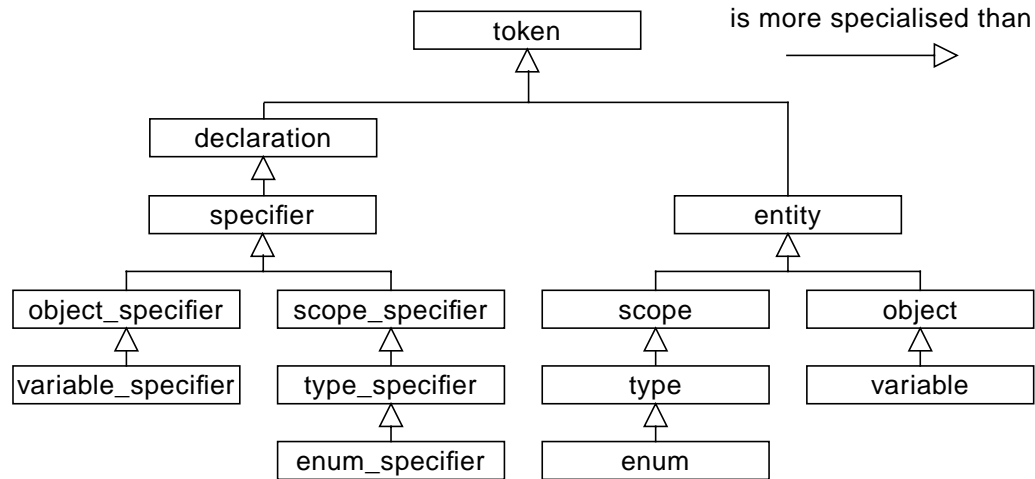 token
is more specialised than
declaration
specifier
entity
object_specifier
scope_specifier
scope
object
variable_specifier
type_specifier
type
variable
enum_specifier
enum